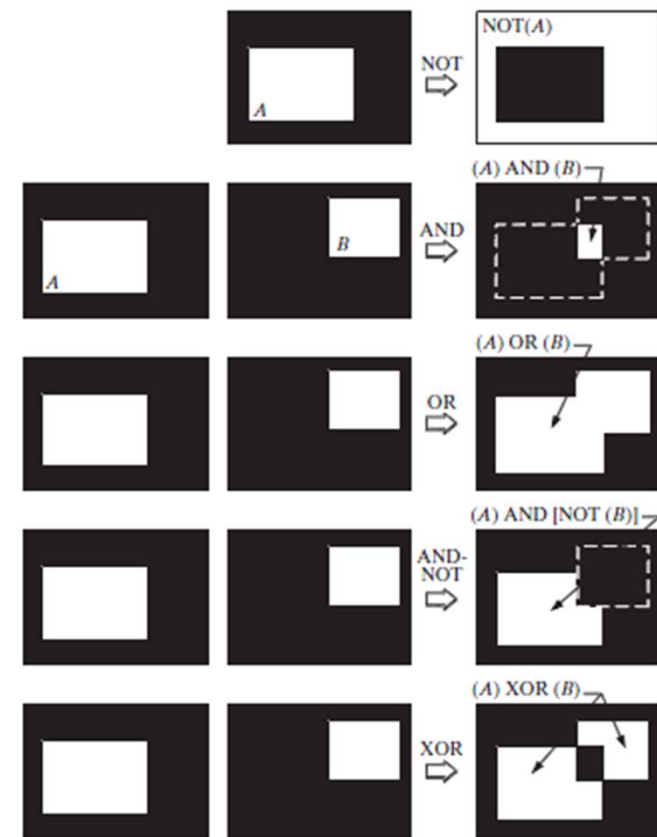 NOT
NOT(A)
A
(A) AND (B)
A
B
AND
(A) OR (B)
OR
(A) AND [NOT (B)]
AND-
NOT
(A) XOR (B)
XOR